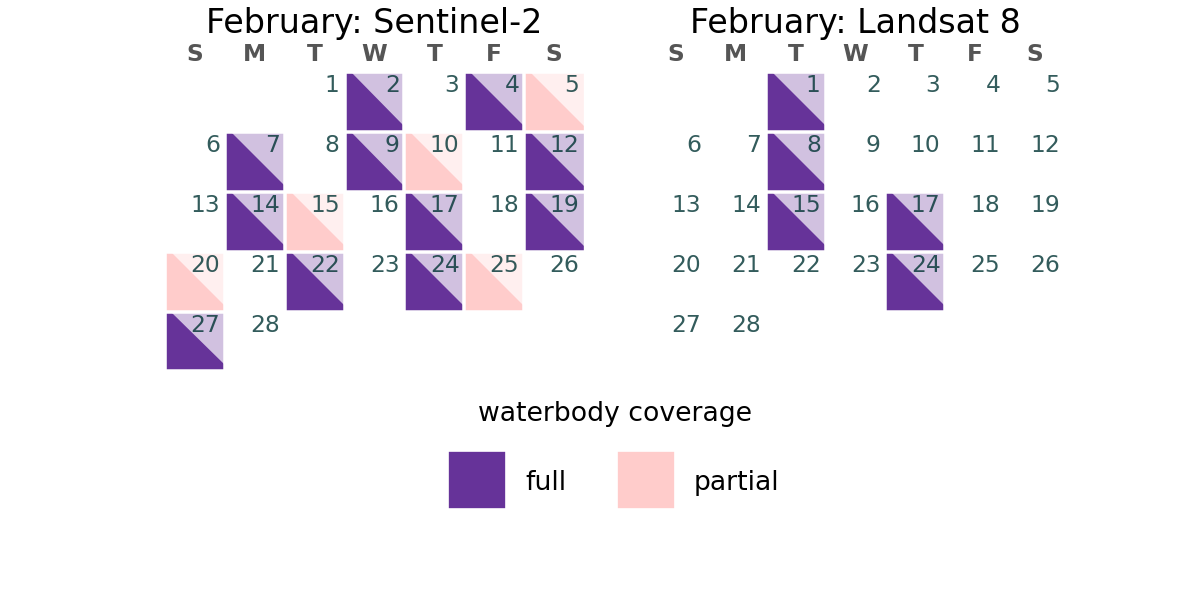 February: Sentinel-2
S M T W T F S
1 2 3 4 5
6 7 8 9 10 11 12
13 14 15 16 17 18 19
20 21 22 23 24 25 26
27 28
February: Landsat 8
S M T W T F S
1 2 3 4 5
6 7 8 9 10 11 12
13 14 15 16 17 18 19
20 21 22 23 24 25 26
27 28
waterbody coverage
full
partial